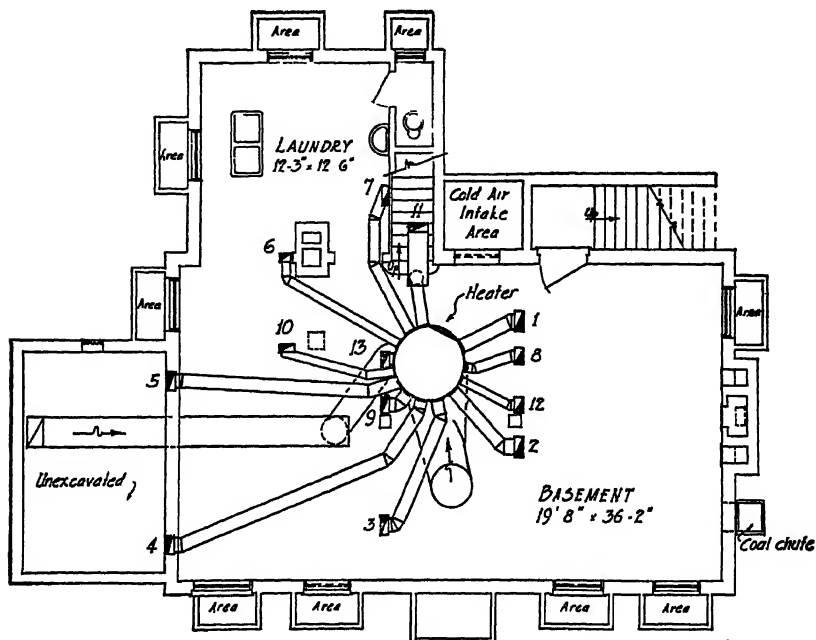 Area
Area
Area
LAUNDRY
12-3" × 12 6"
7
N
Cold Air
Intake
Area
11
Up
Up
6
Heater
Area
Area
1
10
13
8
5
9
12
2
Unexcavated
BASEMENT
19' 8" × 36-2"
3
4
Coal chute
Area
Area
Area
Area